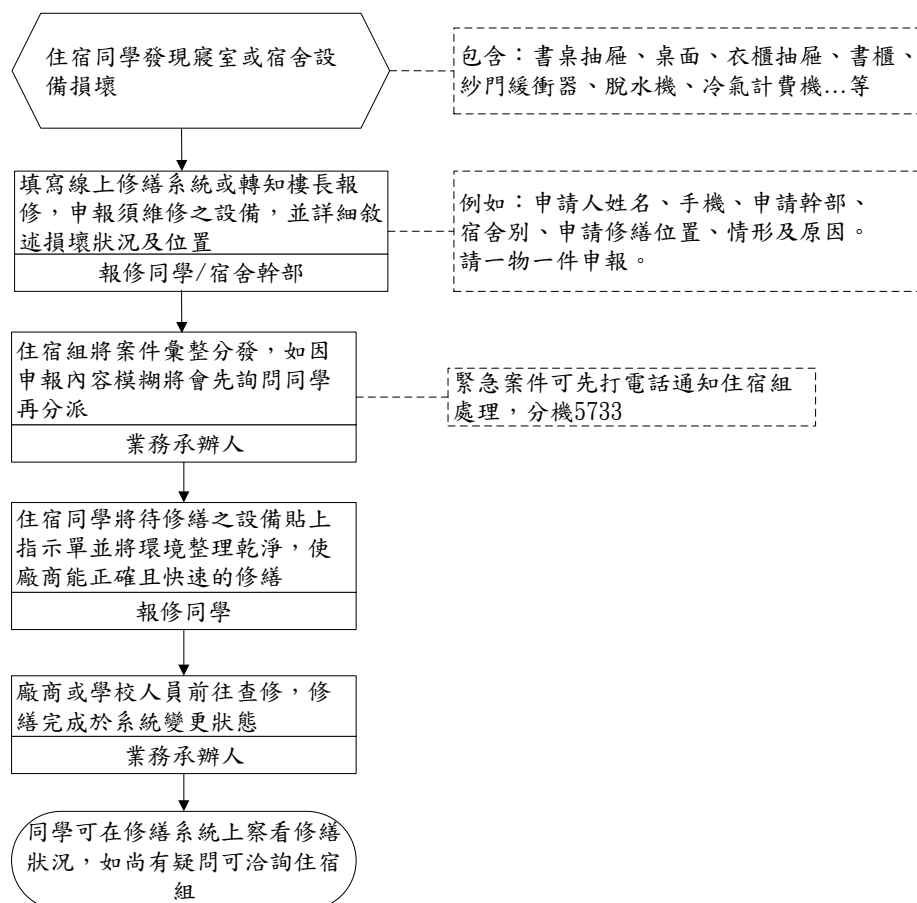 住宿同學發現寢室或宿舍設
備損壞
包含：書桌抽屜、桌面、衣櫃抽屜、書櫃、
紗門緩衝器、脫水機、冷氣計費機...等
填寫線上修繕系統或轉知樓長報
修，申報須維修之設備，並詳細敘
述損壞狀況及位置
報修同學/宿舍幹部
例如：申請人姓名、手機、申請幹部、
宿舍別、申請修繕位置、情形及原因。
請一物一件申報。
住宿組將案件彙整分發，如因
申報內容模糊將會先詢問同學
再分派
業務承辦人
緊急案件可先打電話通知住宿組
處理，分機5733
住宿同學將待修繕之設備貼上
指示單並將環境整理乾淨，使
廠商能正確且快速的修繕
報修同學
廠商或學校人員前往查修，修
繕完成於系統變更狀態
業務承辦人
同學可在修繕系統上察看修繕
狀況，如尚有疑問可洽詢住宿
組